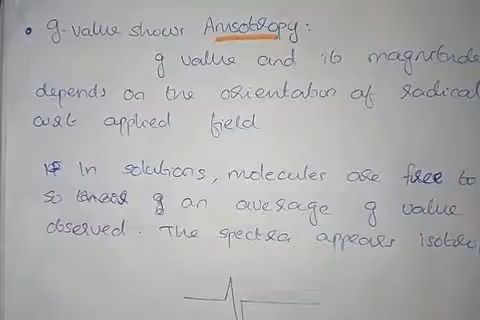 • g-value shows Anisotropy:
g value and its magnitude
depends on the orientation of radical
w.r.t applied field
In solutions, molecules are free to
so there g an average g value
observed. The spectra appears isotro